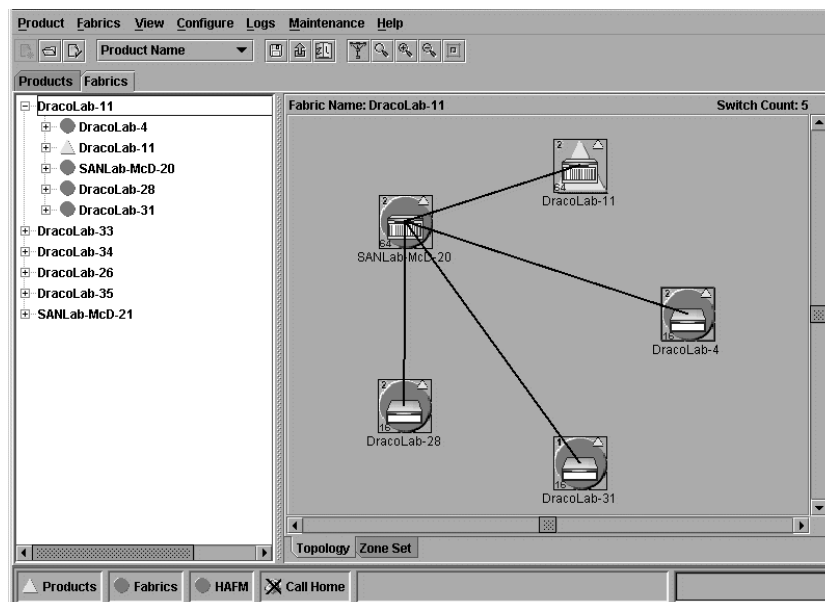 Product Fabrics View Configure Logs Maintenance Help
Product Name
Products Fabrics
DracoLab-11
DracoLab-4
DracoLab-11
SANLab-McD-20
DracoLab-28
DracoLab-31
DracoLab-33
DracoLab-34
DracoLab-26
DracoLab-35
SANLab-McD-21
Fabric Name: DracoLab-11 Switch Count: 5
2
64
DracoLab-11
2
64
SANLab-McD-20
2
16
DracoLab-4
2
16
DracoLab-28
1
16
DracoLab-31
Topology Zone Set
Products Fabrics HAFM Call Home